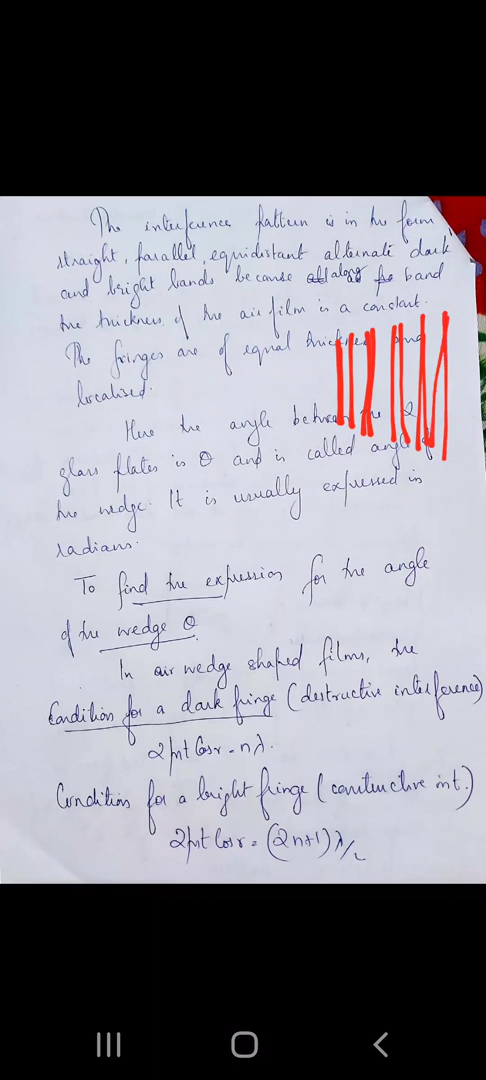 The interference pattern is in the form
straight, parallel, equidistant alternate dark
and bright bands because along a band
the thickness of the air film is a constant.
The fringes are of equal thickness and
localised.
Here the angle between the 2
glass plates is θ and is called angle of
the wedge. It is usually expressed in
radians.
To find the expression for the angle
of the wedge θ.
In air wedge shaped films, the
Condition for a dark fringe (destructive interference)
2μt Cosr = nλ.
Condition for a bright fringe (constructive int.)
2μt Cosr = (2n+1) λ/2